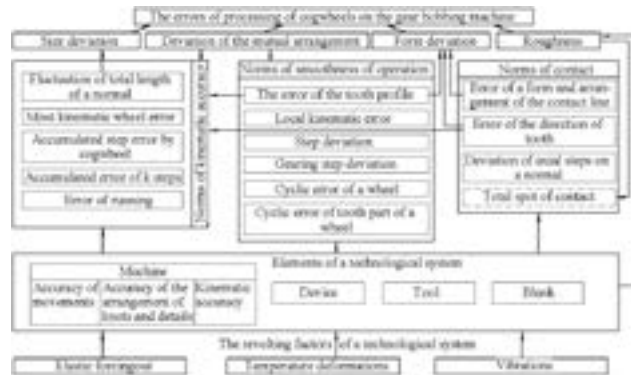 The errors of processing of cogwheels on the gear hobbing machine
Size deviation
Deviation of the mutual arrangement
Form deviation
Roughness
Fluctuation of total length
of a normal
Most kinematic wheel error
Accumulated step error by
cogwheel
Accumulated error of k steps
Error of running
Norms of kinematic accuracy
Norms of smoothness of operation
The error of the tooth profile
Local kinematic error
Step deviation
Gearing step deviation
Cyclic error of a wheel
Cyclic error of tooth part of a
wheel
Norms of contact
Error of a form and arran-
gement of the contact line
Error of the direction of
tooth
Deviation of axial steps on a
normal
Total spot of contact
Elements of a technological system
Machine
Accuracy of
movements
Accuracy of the
arrangement of
knots and details
Kinematic
accuracy
Device
Tool
Blank
The revolting factors of a technological system
Elastic
Temperature deformations
Vibrations